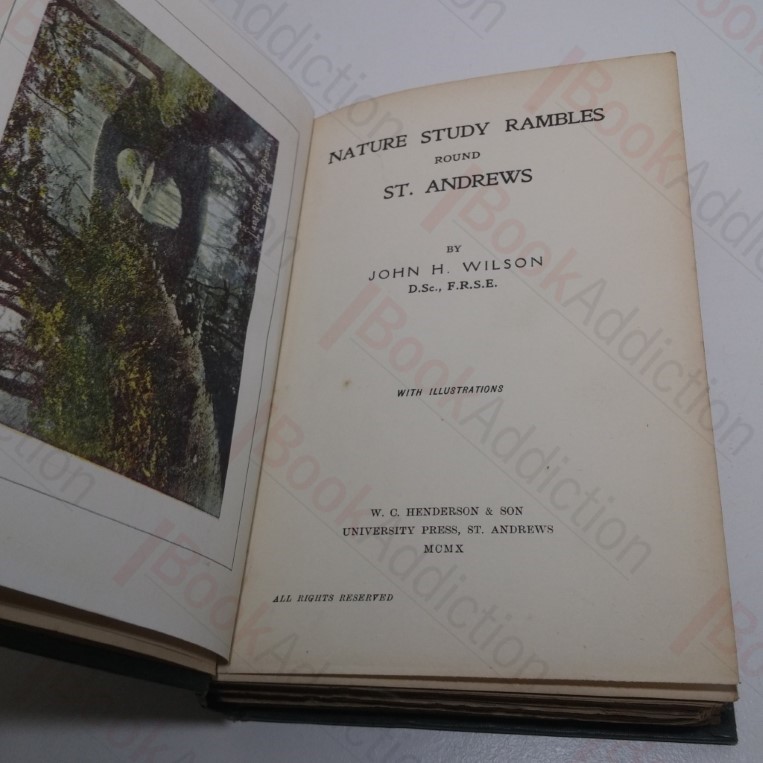 NATURE STUDY RAMBLES
ROUND
ST. ANDREWS
BY
JOHN H. WILSON
D.Sc., F.R.S.E.
WITH ILLUSTRATIONS
W. C. HENDERSON & SON
UNIVERSITY PRESS, ST. ANDREWS
MCMX
ALL RIGHTS RESERVED
BookAddiction